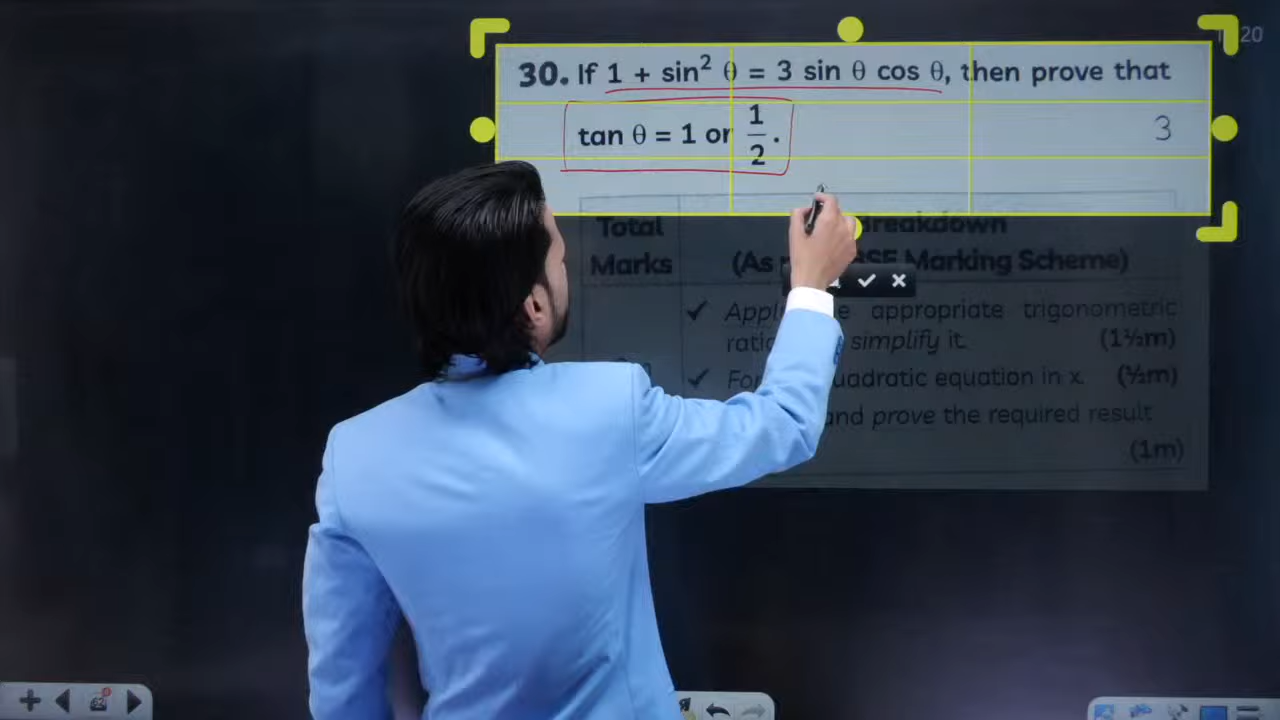 20
30. If 1 + sin² θ = 3 sin θ cos θ, then prove that
tan θ = 1 or 1/2.
3
Total Marks
Breakdown
(As Marking Scheme)
✓ appropriate trigonometric
simplify it. (1½m)
✓ quadratic equation in x. (½m)
and prove the required result
(1m)